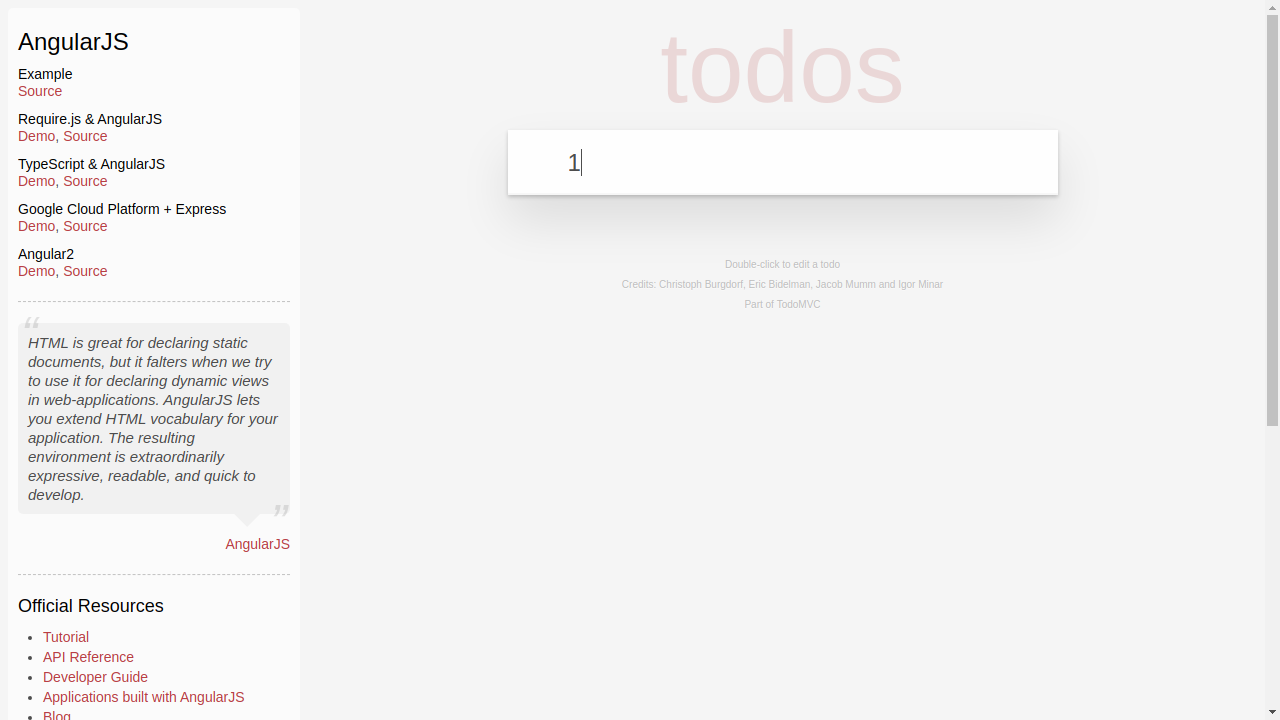 AngularJS
Example
Source
Require.js & AngularJS
Demo, Source
TypeScript & AngularJS
Demo, Source
Google Cloud Platform + Express
Demo, Source
Angular2
Demo, Source
“
HTML is great for declaring static
documents, but it falters when we try
to use it for declaring dynamic views
in web-applications. AngularJS lets
you extend HTML vocabulary for your
application. The resulting
environment is extraordinarily
expressive, readable, and quick to
develop.
”
AngularJS
Official Resources
Tutorial
API Reference
Developer Guide
Applications built with AngularJS
Blog
todos
1
Double-click to edit a todo
Credits: Christoph Burgdorf, Eric Bidelman, Jacob Mumm and Igor Minar
Part of TodoMVC